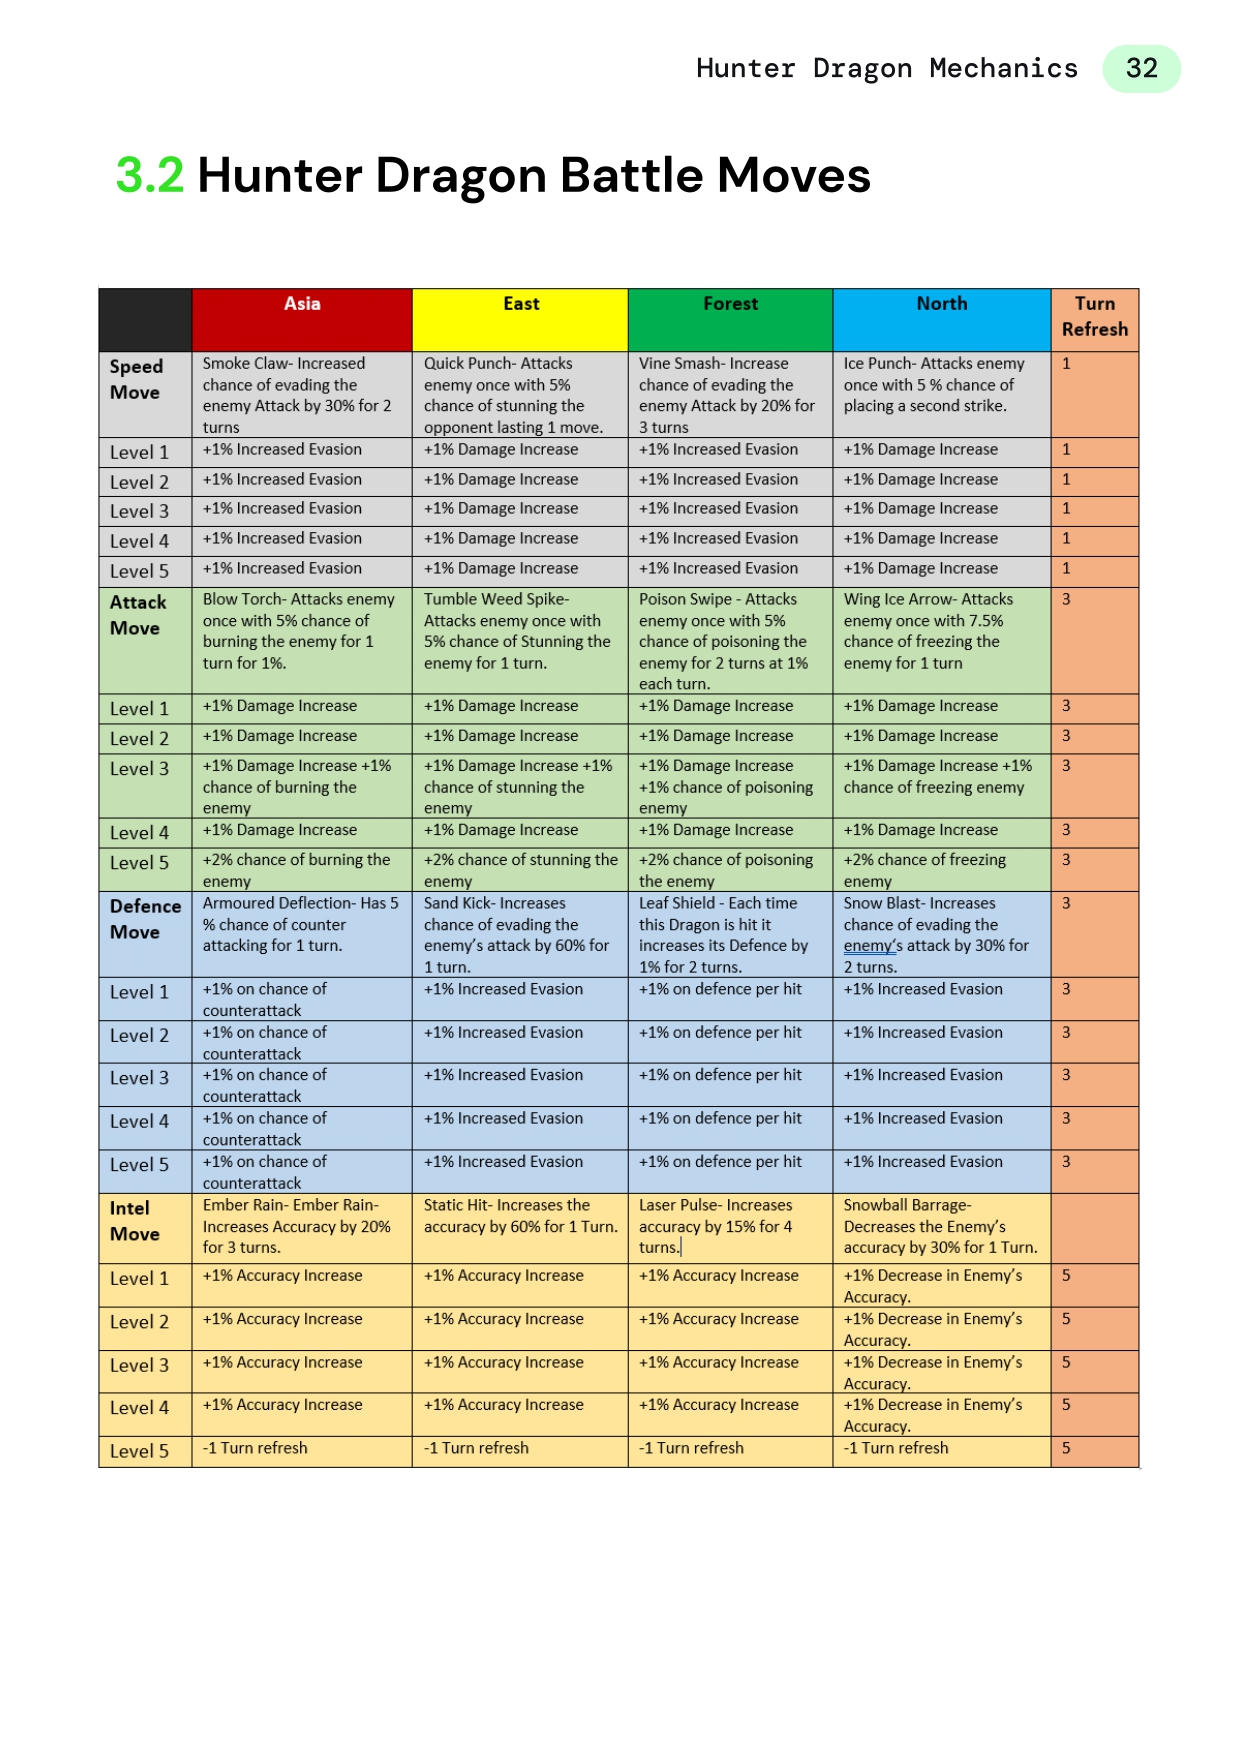 Hunter Dragon Mechanics 32
3.2 Hunter Dragon Battle Moves
Asia East Forest North Turn
Refresh
Speed
Move
Smoke Claw- Increased
chance of evading the
enemy Attack by 30% for 2
turns
Quick Punch- Attacks
enemy once with 5%
chance of stunning the
opponent lasting 1 move.
Vine Smash- Increase
chance of evading the
enemy Attack by 20% for
3 turns
Ice Punch- Attacks enemy
once with 5 % chance of
placing a second strike.
1
Level 1 +1% Increased Evasion +1% Damage Increase +1% Increased Evasion +1% Damage Increase 1
Level 2 +1% Increased Evasion +1% Damage Increase +1% Increased Evasion +1% Damage Increase 1
Level 3 +1% Increased Evasion +1% Damage Increase +1% Increased Evasion +1% Damage Increase 1
Level 4 +1% Increased Evasion +1% Damage Increase +1% Increased Evasion +1% Damage Increase 1
Level 5 +1% Increased Evasion +1% Damage Increase +1% Increased Evasion +1% Damage Increase 1
Attack
Move
Blow Torch- Attacks enemy
once with 5% chance of
burning the enemy for 1
turn for 1%.
Tumble Weed Spike-
Attacks enemy once with
5% chance of Stunning the
enemy for 1 turn.
Poison Swipe - Attacks
enemy once with 5%
chance of poisoning the
enemy for 2 turns at 1%
each turn.
Wing Ice Arrow- Attacks
enemy once with 7.5%
chance of freezing the
enemy for 1 turn
3
Level 1 +1% Damage Increase +1% Damage Increase +1% Damage Increase +1% Damage Increase 3
Level 2 +1% Damage Increase +1% Damage Increase +1% Damage Increase +1% Damage Increase 3
Level 3
+1% Damage Increase +1%
chance of burning the
enemy
+1% Damage Increase +1%
chance of stunning the
enemy
+1% Damage Increase
+1% chance of poisoning
enemy
+1% Damage Increase +1%
chance of freezing enemy
3
Level 4 +1% Damage Increase +1% Damage Increase +1% Damage Increase +1% Damage Increase 3
Level 5
+2% chance of burning the
enemy
+2% chance of stunning the
enemy
+2% chance of poisoning
the enemy
+2% chance of freezing
enemy
3
Defence
Move
Armoured Deflection- Has 5
% chance of counter
attacking for 1 turn.
Sand Kick- Increases
chance of evading the
enemy's attack by 60% for
1 turn.
Leaf Shield - Each time
this Dragon is hit it
increases its Defence by
1% for 2 turns.
Snow Blast- Increases
chance of evading the
enemy‘s attack by 30% for
2 turns.
3
Level 1
+1% on chance of
counterattack
+1% Increased Evasion +1% on defence per hit +1% Increased Evasion 3
Level 2
+1% on chance of
counterattack
+1% Increased Evasion +1% on defence per hit +1% Increased Evasion 3
Level 3
+1% on chance of
counterattack
+1% Increased Evasion +1% on defence per hit +1% Increased Evasion 3
Level 4
+1% on chance of
counterattack
+1% Increased Evasion +1% on defence per hit +1% Increased Evasion 3
Level 5
+1% on chance of
counterattack
+1% Increased Evasion +1% on defence per hit +1% Increased Evasion 3
Intel
Move
Ember Rain- Ember Rain-
Increases Accuracy by 20%
for 3 turns.
Static Hit- Increases the
accuracy by 60% for 1 Turn.
Laser Pulse- Increases
accuracy by 15% for 4
turns.
Snowball Barrage-
Decreases the Enemy's
accuracy by 30% for 1 Turn.
Level 1 +1% Accuracy Increase +1% Accuracy Increase +1% Accuracy Increase
+1% Decrease in Enemy's
Accuracy.
5
Level 2 +1% Accuracy Increase +1% Accuracy Increase +1% Accuracy Increase
+1% Decrease in Enemy's
Accuracy.
5
Level 3 +1% Accuracy Increase +1% Accuracy Increase +1% Accuracy Increase
+1% Decrease in Enemy's
Accuracy.
5
Level 4 +1% Accuracy Increase +1% Accuracy Increase +1% Accuracy Increase
+1% Decrease in Enemy's
Accuracy.
5
Level 5 -1 Turn refresh -1 Turn refresh -1 Turn refresh -1 Turn refresh 5